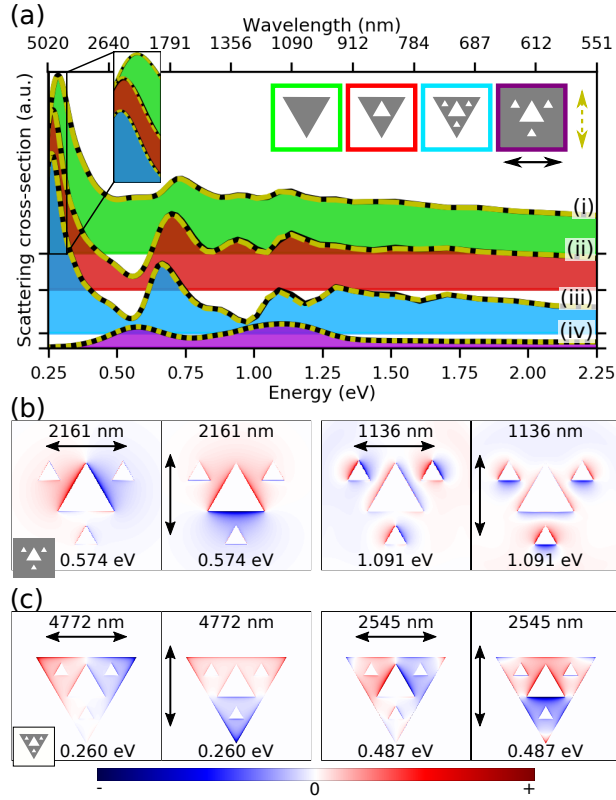 (a)
Wavelength (nm)
5020 2640 1791 1356 1090 912 784 687 612 551
Scattering cross-section (a.u.)
(i)
(ii)
(iii)
(iv)
0.25 0.50 0.75 1.00 1.25 1.50 1.75 2.00 2.25
Energy (eV)
(b)
2161 nm 2161 nm 1136 nm 1136 nm
0.574 eV 0.574 eV 1.091 eV 1.091 eV
(c)
4772 nm 4772 nm 2545 nm 2545 nm
0.260 eV 0.260 eV 0.487 eV 0.487 eV
- 0 +